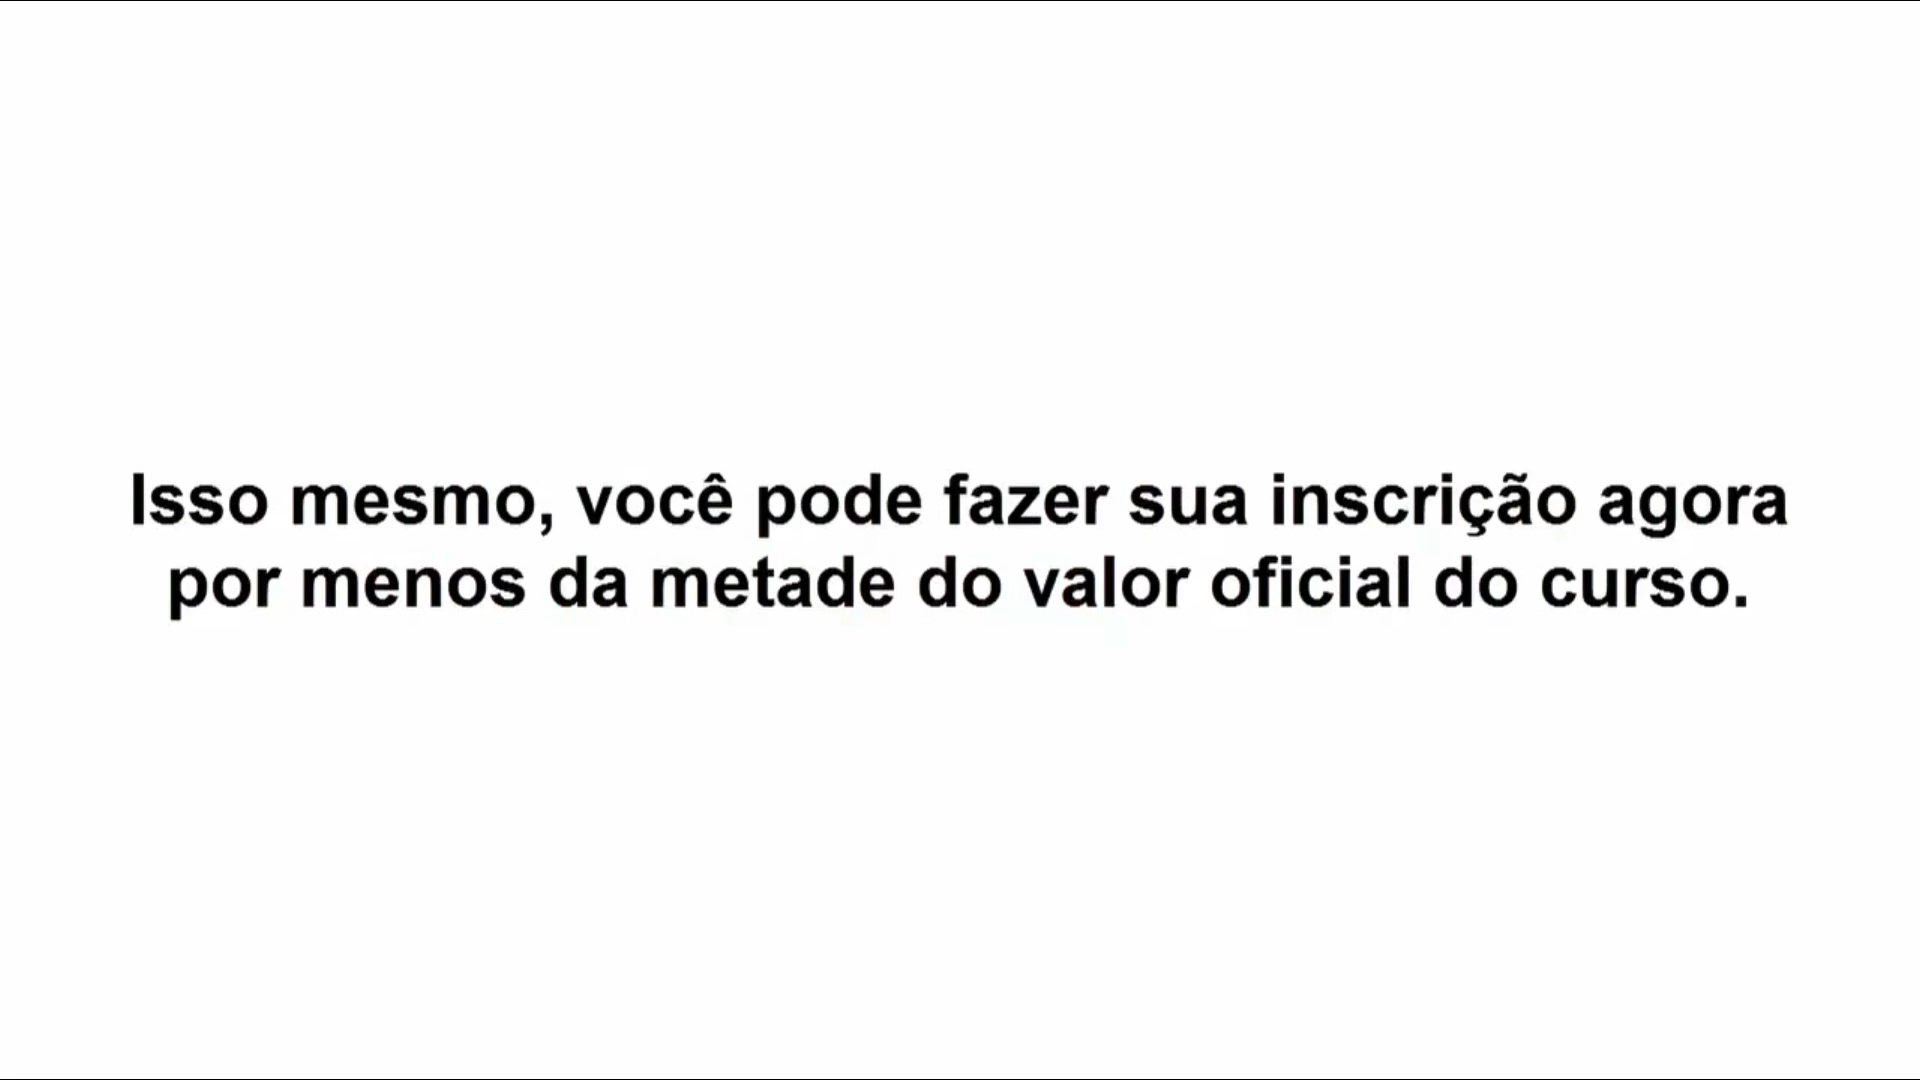 Isso mesmo, você pode fazer sua inscrição agora
por menos da metade do valor oficial do curso.